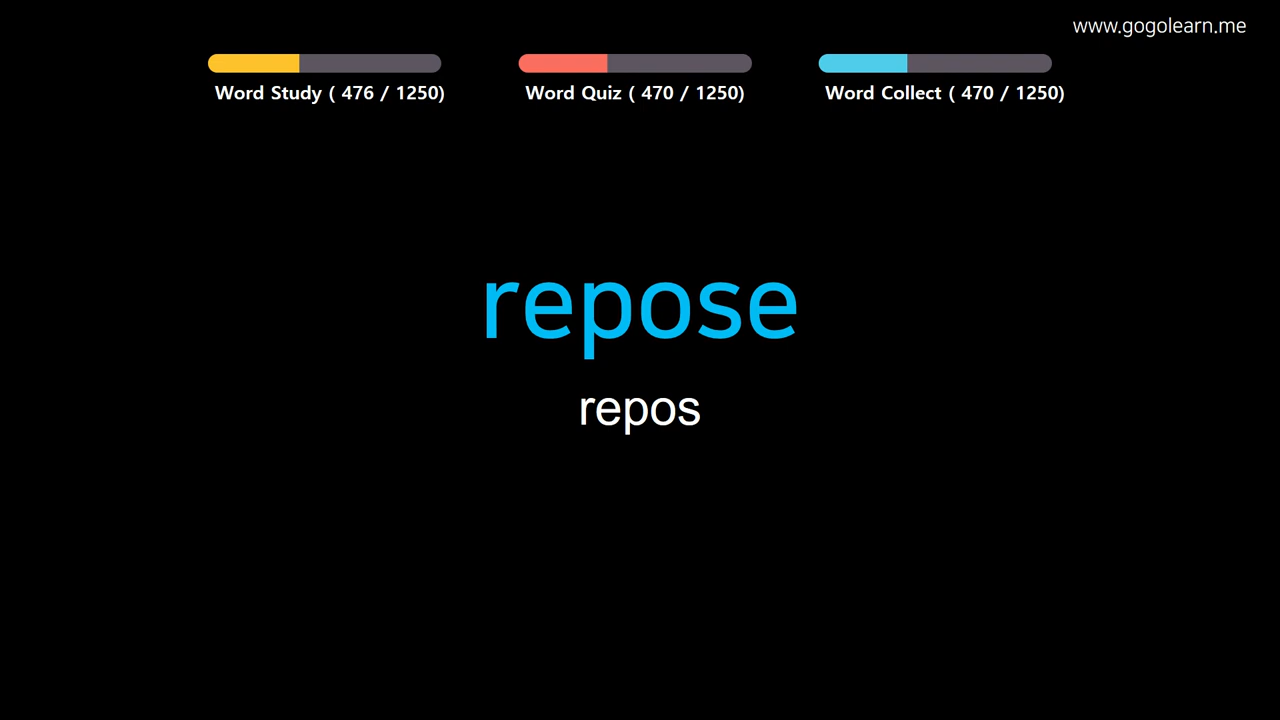 www.gogolearn.me
Word Study ( 476 / 1250)
Word Quiz ( 470 / 1250)
Word Collect ( 470 / 1250)
repose
repos